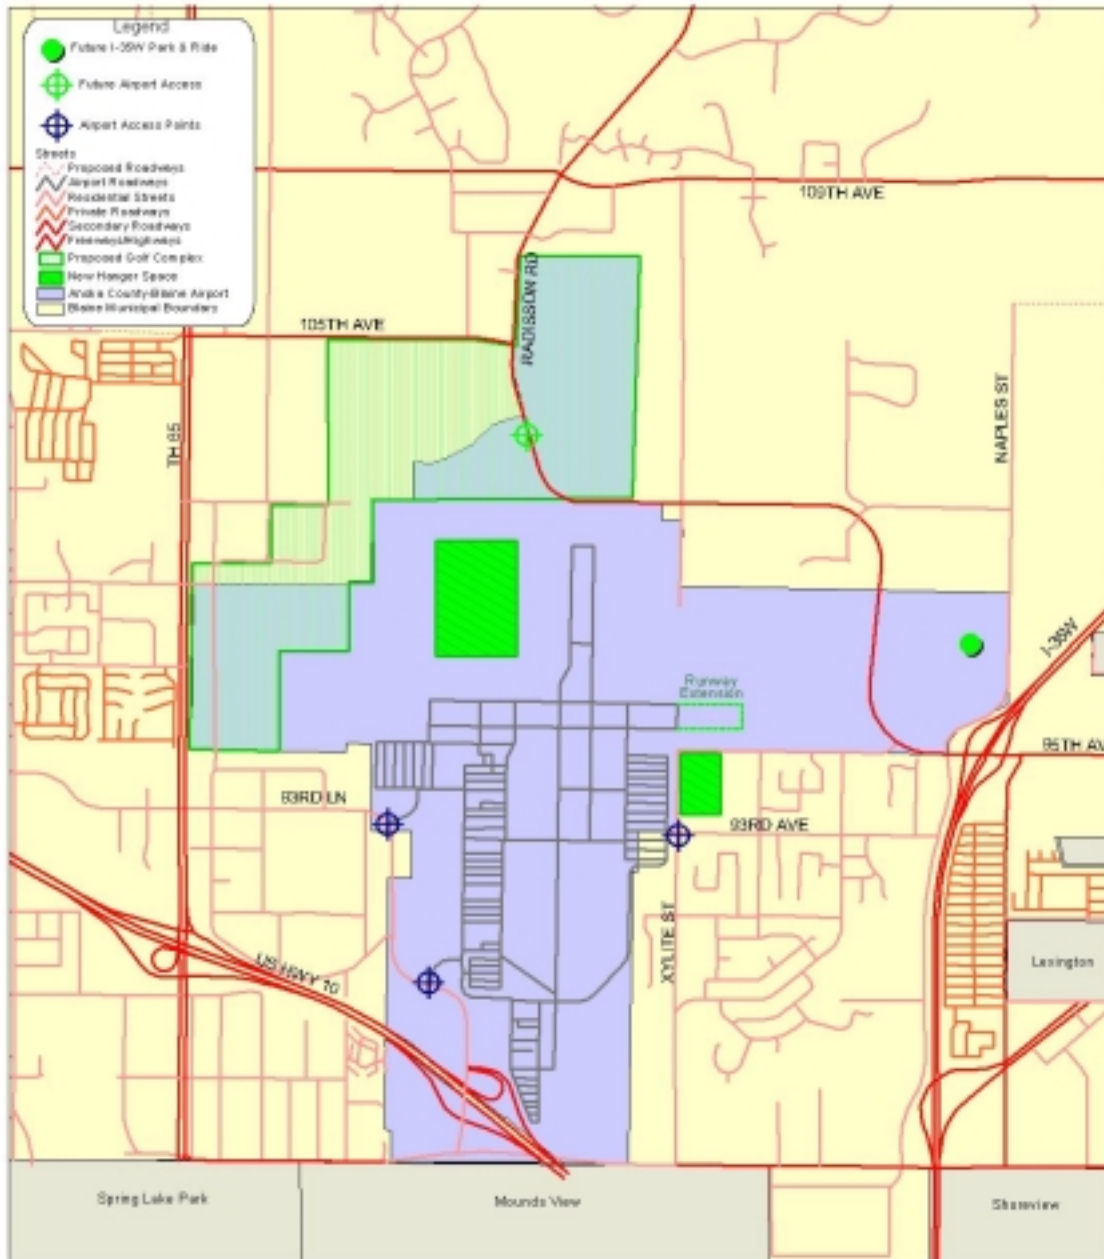 Legend
Future I-35W Park & Ride
Future Airport Access
Airport Access Points
Streets
Proposed Roadways
Airport Roadways
Residential Streets
Private Roadways
Secondary Roadways
Freeways/Highways
Proposed Golf Complex
New Hanger Space
Anoka County-Blaine Airport
Blaine Municipal Boundary
109TH AVE
RADISSON RD
105TH AVE
TH 65
NAPLES ST
I-35W
Runway
Extension
95TH AVE
93RD LN
93RD AVE
XYLITE ST
US HWY 10
Lexington
Spring Lake Park
Mounds View
Shoreview